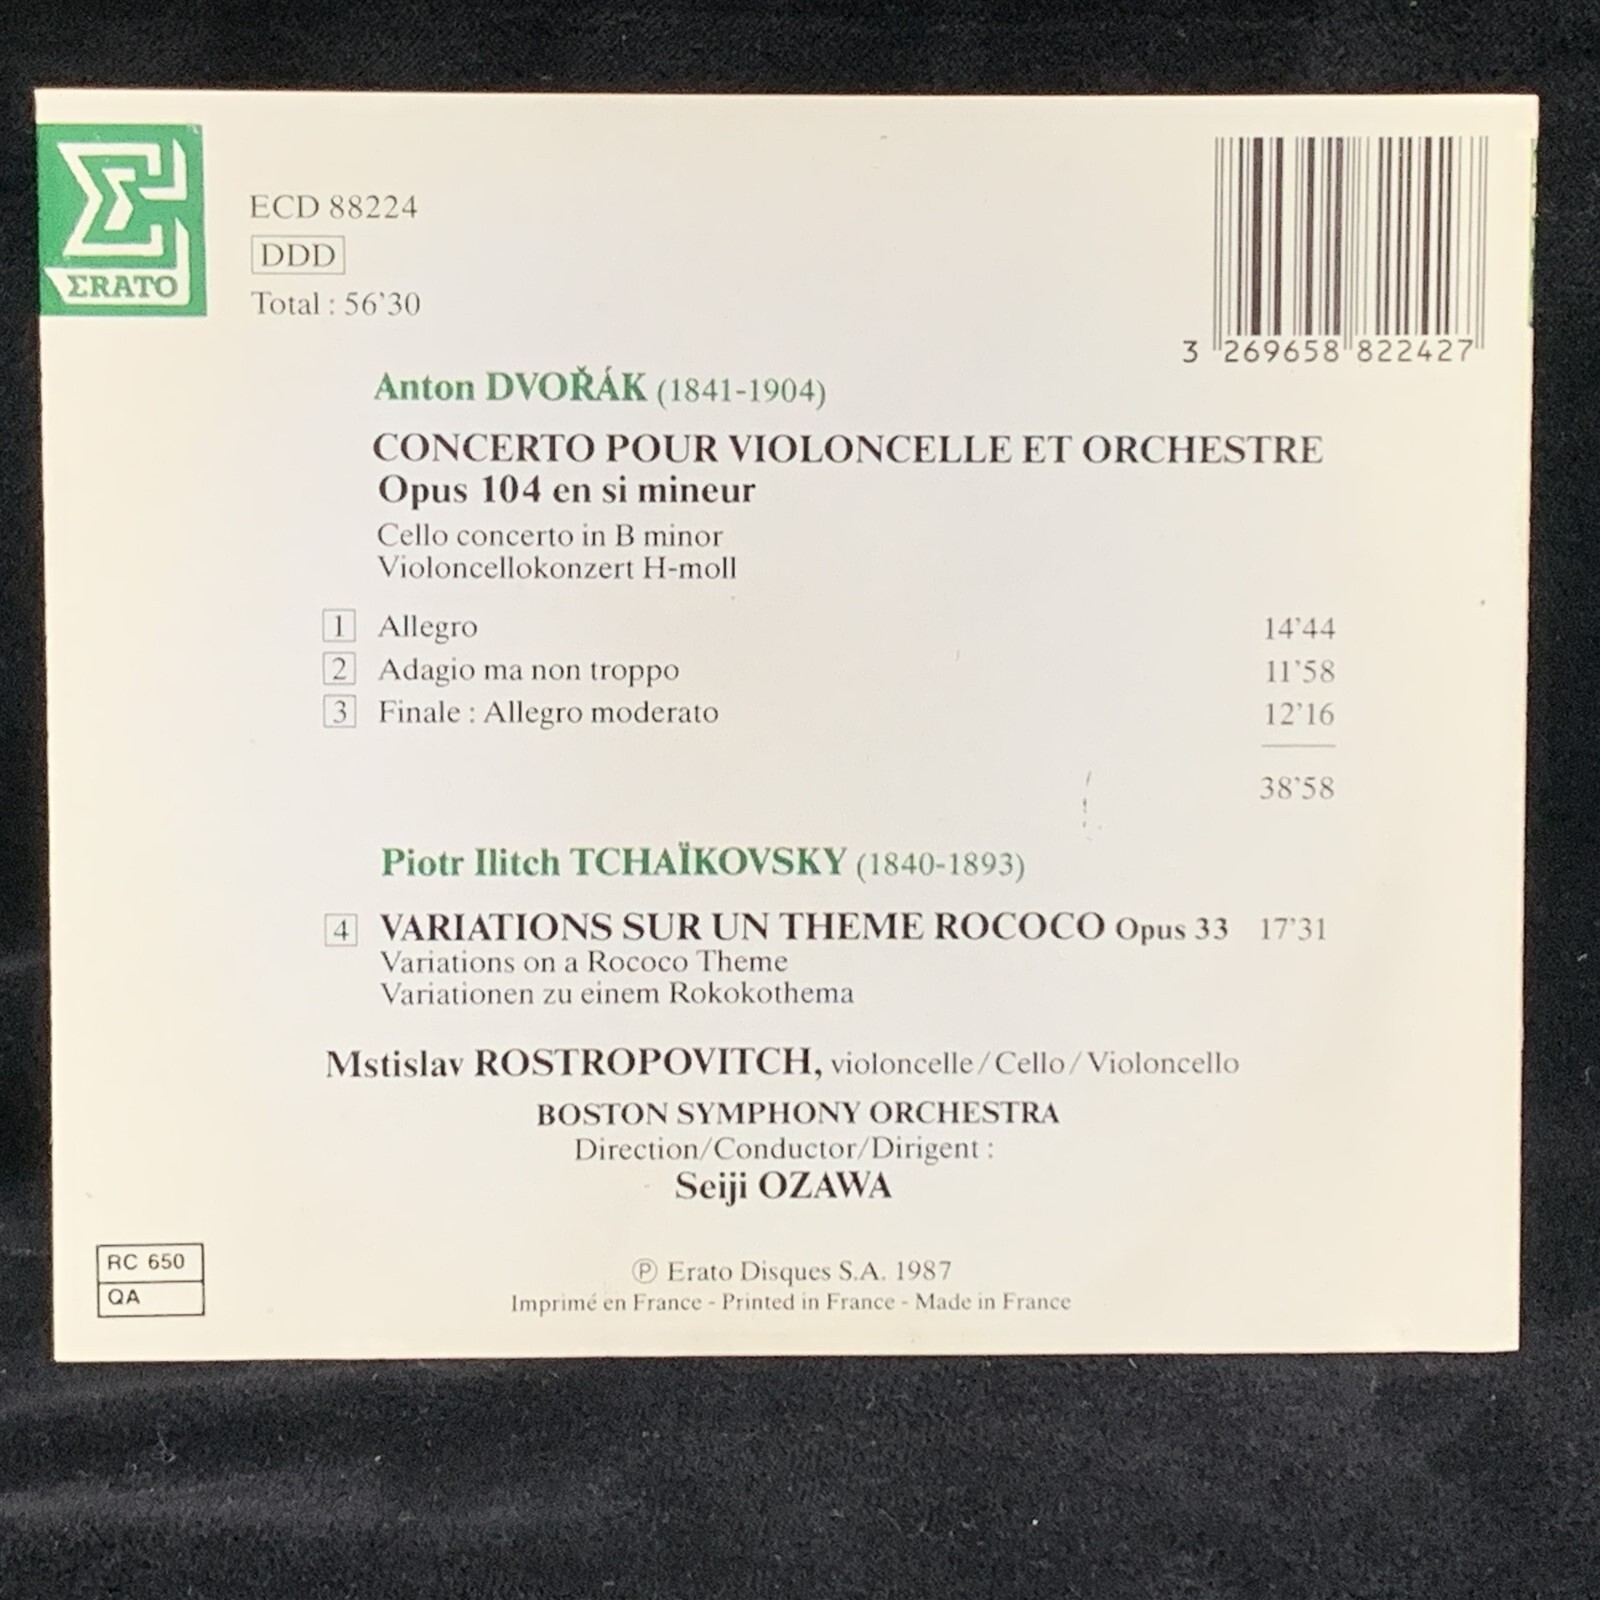 ΣRATO
ECD 88224
DDD
Total : 56'30
3 269658 822427
Anton DVOŘÁK (1841-1904)
CONCERTO POUR VIOLONCELLE ET ORCHESTRE
Opus 104 en si mineur
Cello concerto in B minor
Violoncellokonzert H-moll
1 Allegro 14'44
2 Adagio ma non troppo 11'58
3 Finale : Allegro moderato 12'16
38'58
Piotr Ilitch TCHAÏKOVSKY (1840-1893)
4 VARIATIONS SUR UN THEME ROCOCO Opus 33 17'31
Variations on a Rococo Theme
Variationen zu einem Rokokothema
Mstislav ROSTROPOVITCH, violoncelle/Cello/Violoncello
BOSTON SYMPHONY ORCHESTRA
Direction/Conductor/Dirigent :
Seiji OZAWA
RC 650
QA
℗ Erato Disques S.A. 1987
Imprimé en France - Printed in France - Made in France